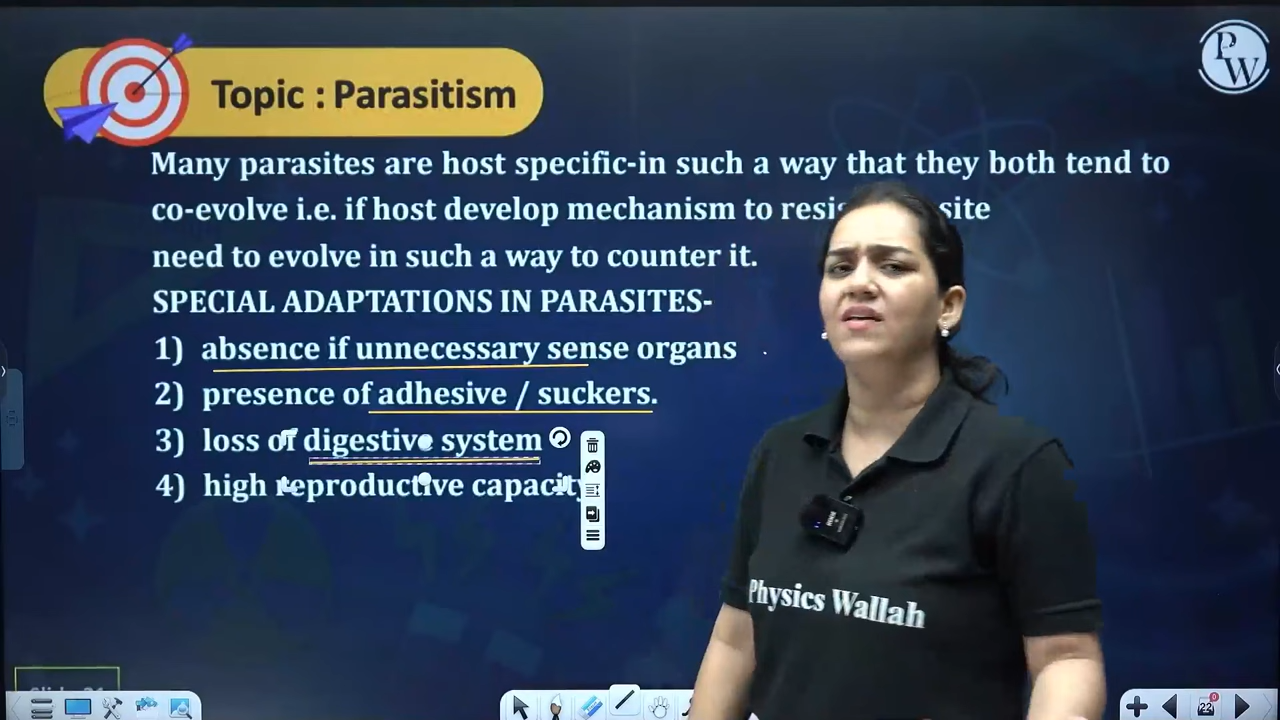 PW
Topic : Parasitism
Many parasites are host specific-in such a way that they both tend to
co-evolve i.e. if host develop mechanism to site
need to evolve in such a way to counter it.
SPECIAL ADAPTATIONS IN PARASITES-
1) absence if unnecessary sense organs
2) presence of adhesive / suckers.
3) loss of digestive system
4) high reproductive capacity
Physics Wallah
22